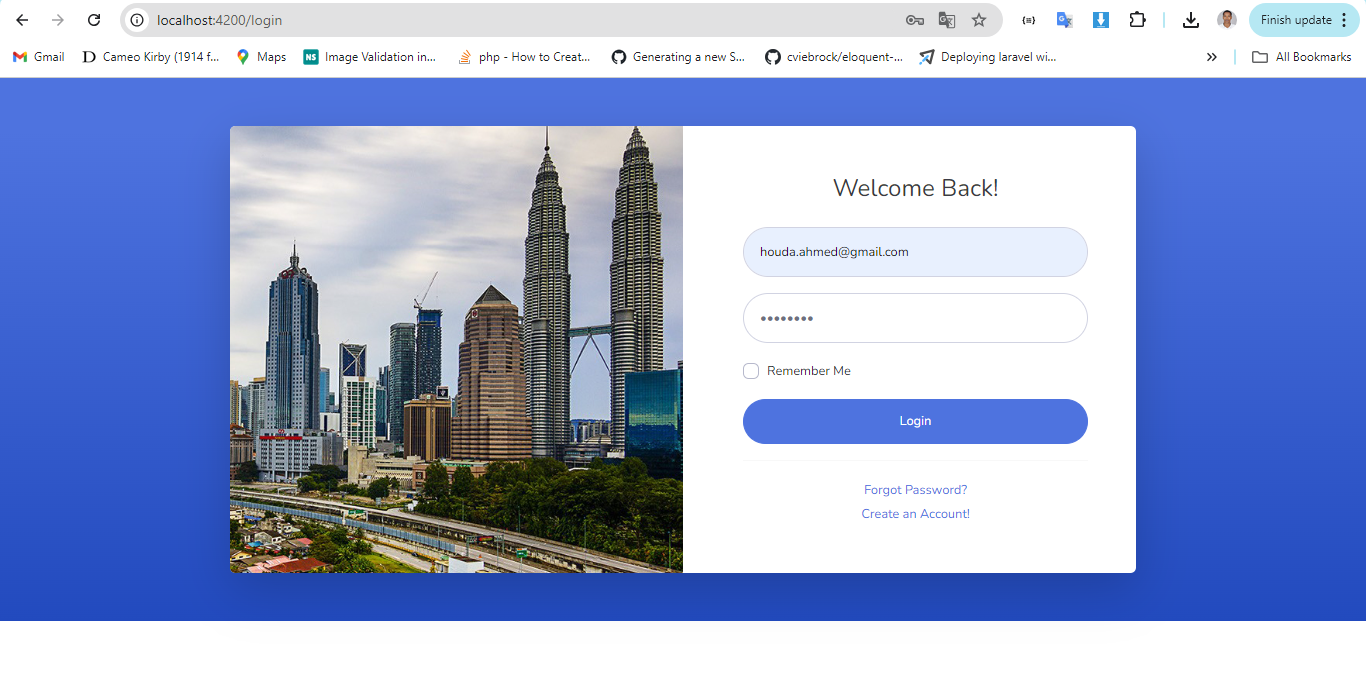 localhost:4200/login
Finish update
Gmail
Cameo Kirby (1914 f...
Maps
NS
Image Validation in...
php - How to Creat...
Generating a new S...
cviebrock/eloquent-...
Deploying laravel wi...
»
All Bookmarks
Welcome Back!
houda.ahmed@gmail.com
••••••••
Remember Me
Login
Forgot Password?
Create an Account!